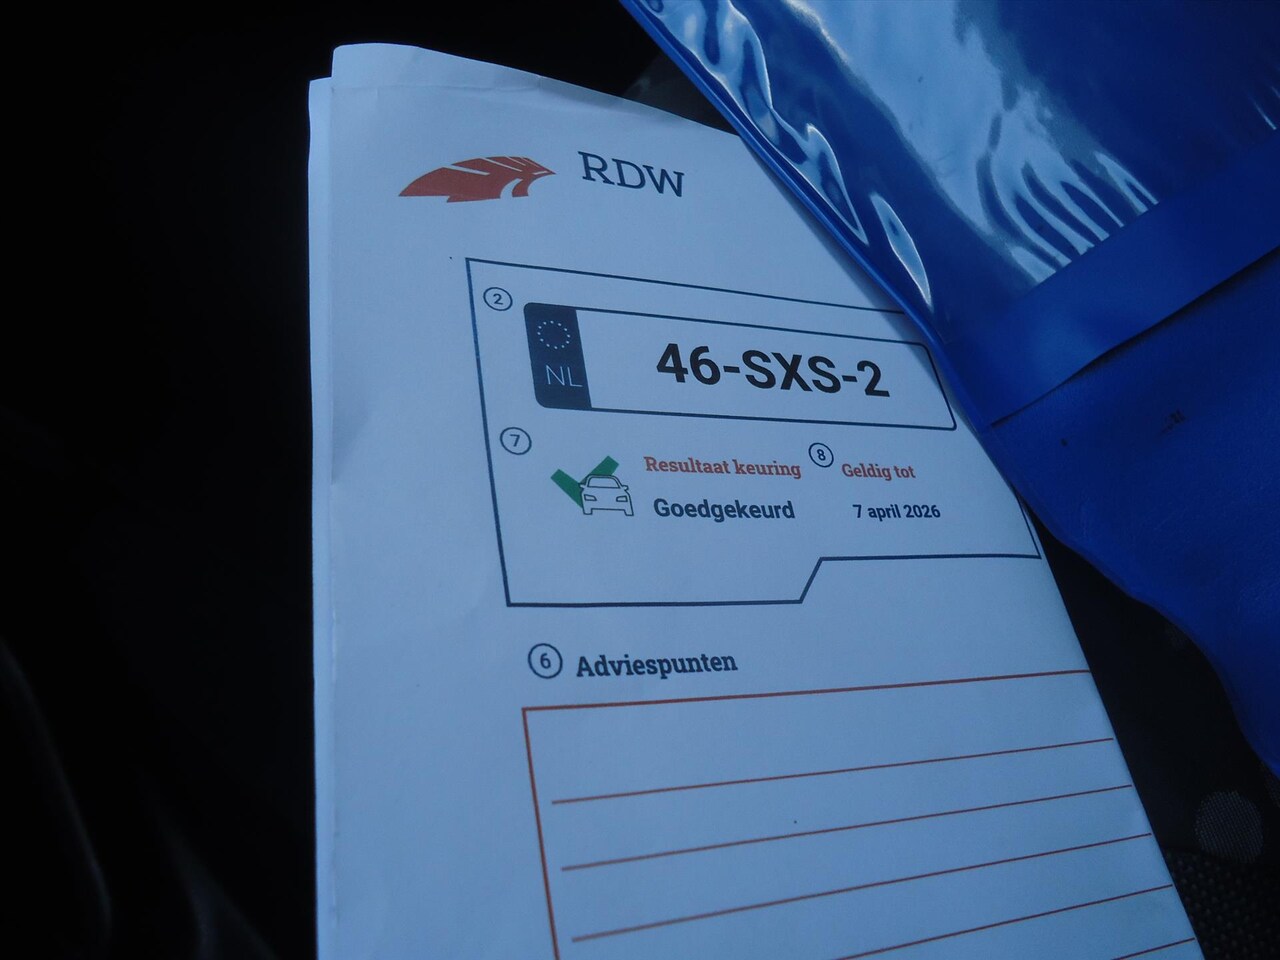 RDW
2
NL
46-SXS-2
7
Resultaat keuring
8
Geldig tot
Goedgekeurd
7 april 2026
6 Adviespunten